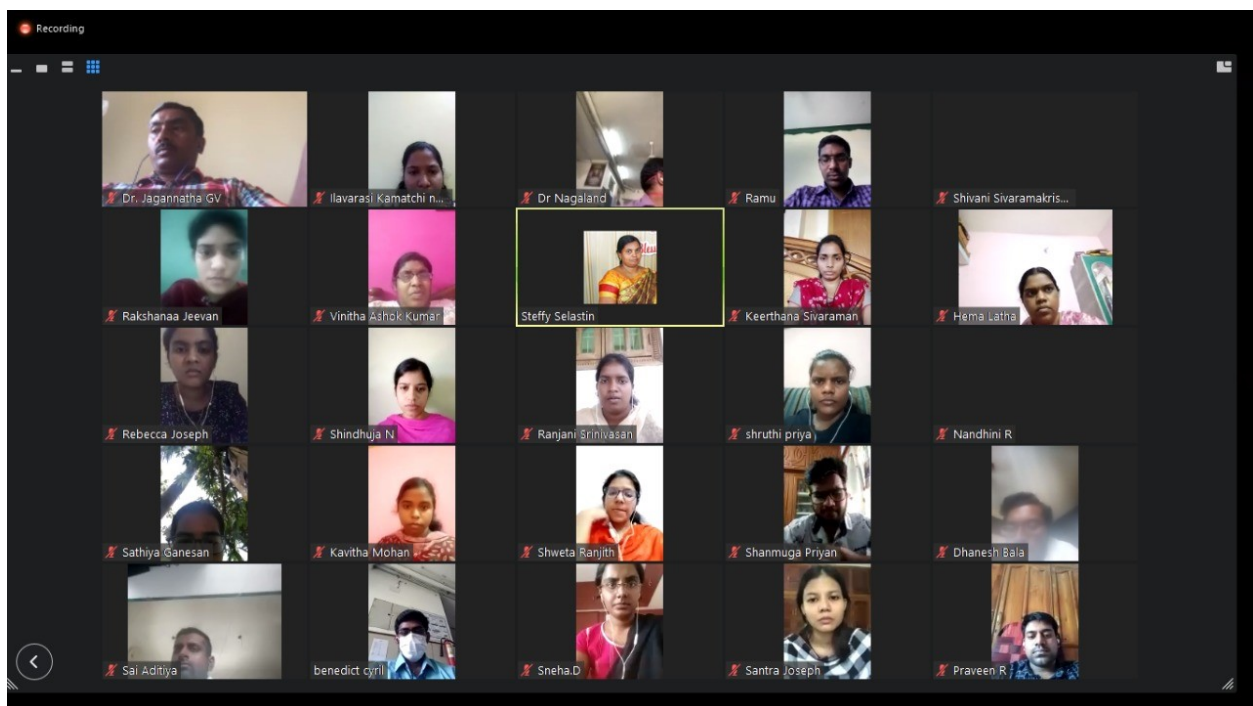 Recording
Dr. Jagannatha GV
Ilavarasi Kamatchi n...
Dr Nagaland
Ramu
Shivani Sivaramakris...
Rakshanaa Jeevan
Vinitha Ashok Kumar
Steffy Selastin
Keerthana Sivaraman
Hema Latha
Rebecca Joseph
Shindhuja N
Ranjani Srinivasan
shruthi priya
Nandhini R
Sathiya Ganesan
Kavitha Mohan
Shweta Ranjith
Shanmuga Priyan
Dhanesh Bala
Sai Aditiya
benedict cyril
Sneha.D
Santra Joseph
Praveen R